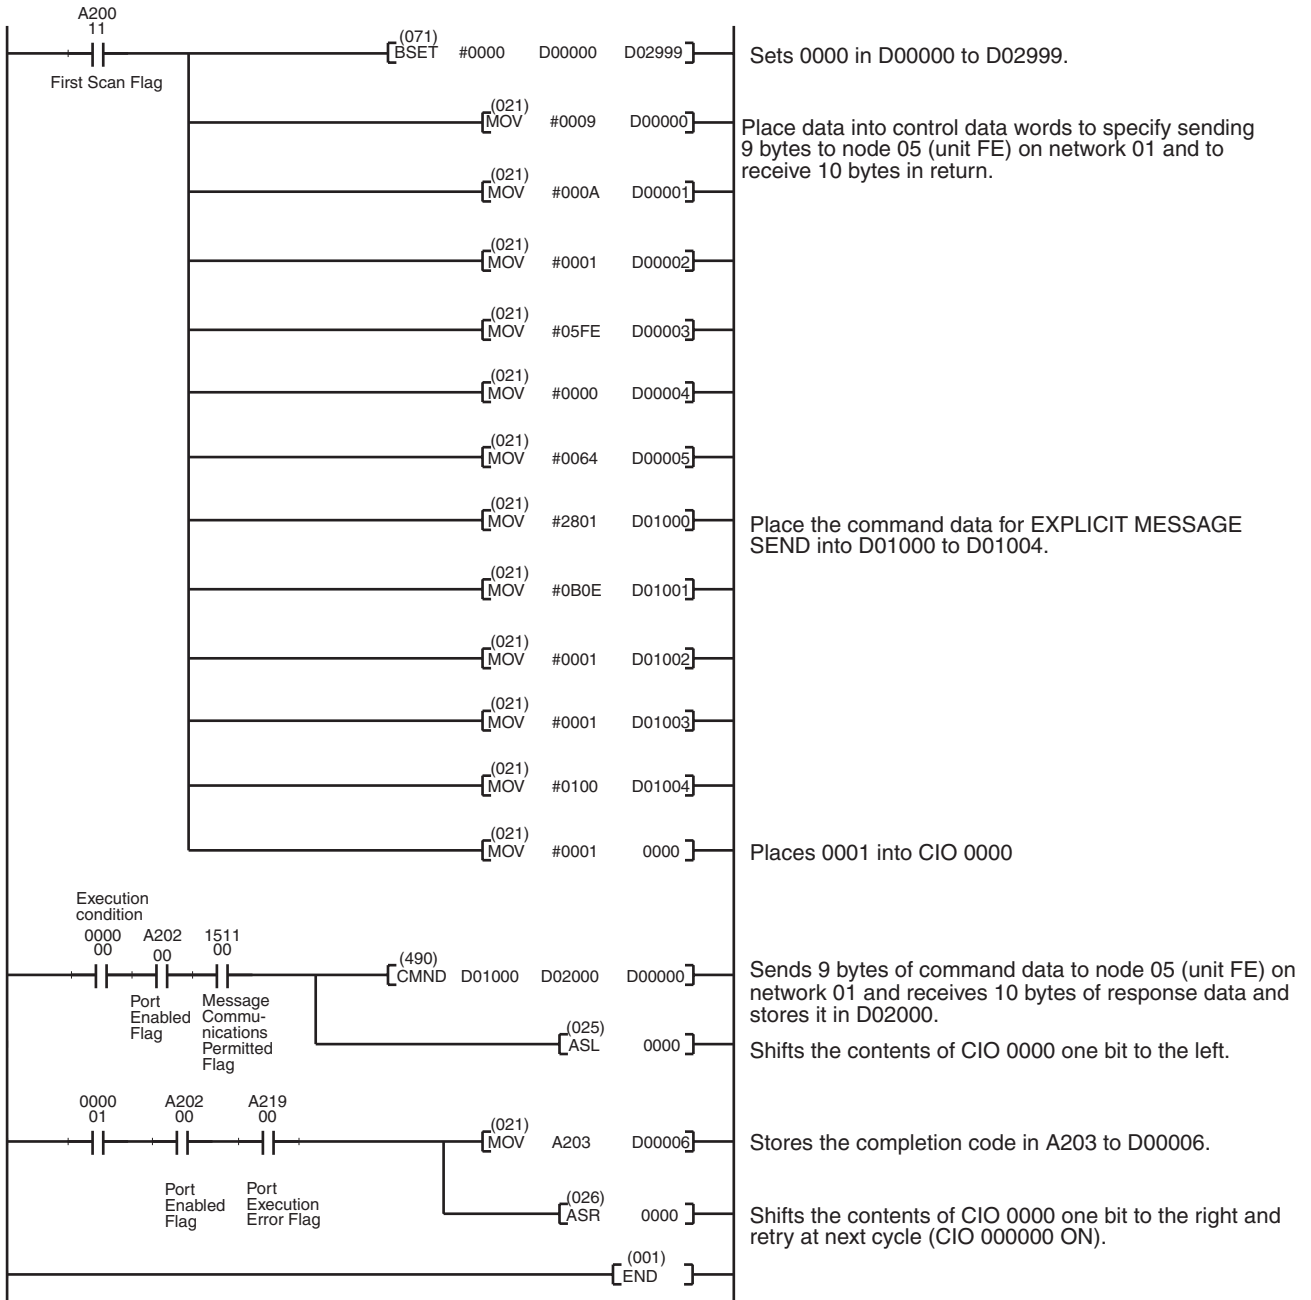 A200
11
First Scan Flag
(071)
BSET #0000 D00000 D02999
Sets 0000 in D00000 to D02999.
(021)
MOV #0009 D00000
Place data into control data words to specify sending
9 bytes to node 05 (unit FE) on network 01 and to
receive 10 bytes in return.
(021)
MOV #000A D00001
(021)
MOV #0001 D00002
(021)
MOV #05FE D00003
(021)
MOV #0000 D00004
(021)
MOV #0064 D00005
(021)
MOV #2801 D01000
Place the command data for EXPLICIT MESSAGE
SEND into D01000 to D01004.
(021)
MOV #0B0E D01001
(021)
MOV #0001 D01002
(021)
MOV #0001 D01003
(021)
MOV #0100 D01004
(021)
MOV #0001 0000
Places 0001 into CIO 0000
Execution
condition
0000 A202 1511
00 00 00
Port
Enabled
Flag
Message
Commu-
nications
Permitted
Flag
(490)
CMND D01000 D02000 D00000
Sends 9 bytes of command data to node 05 (unit FE) on
network 01 and receives 10 bytes of response data and
stores it in D02000.
(025)
ASL 0000
Shifts the contents of CIO 0000 one bit to the left.
0000 A202 A219
01 00 00
Port
Enabled
Flag
Port
Execution
Error Flag
(021)
MOV A203 D00006
Stores the completion code in A203 to D00006.
(026)
ASR 0000
Shifts the contents of CIO 0000 one bit to the right and
retry at next cycle (CIO 000000 ON).
(001)
END